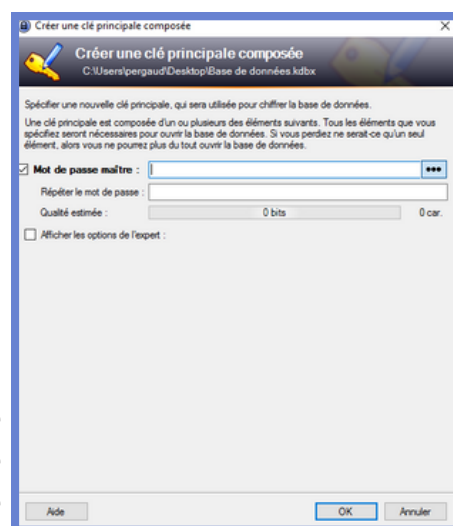 Créer une clé principale composée
Créer une clé principale composée
C:\Users\pergaud\Desktop\Base de données.kdbx
Spécifier une nouvelle clé principale, qui sera utilisée pour chiffrer la base de données.
Une clé principale est composée d'un ou plusieurs des éléments suivants. Tous les éléments que vous
spécifiez seront nécessaires pour ouvrir la base de données. Si vous perdiez ne serait-ce qu'un seul
élément, alors vous ne pourrez plus du tout ouvrir la base de données.
Mot de passe maître :
Répéter le mot de passe :
Qualité estimée : 0 bits 0 car.
Afficher les options de l'expert :
Aide OK Annuler